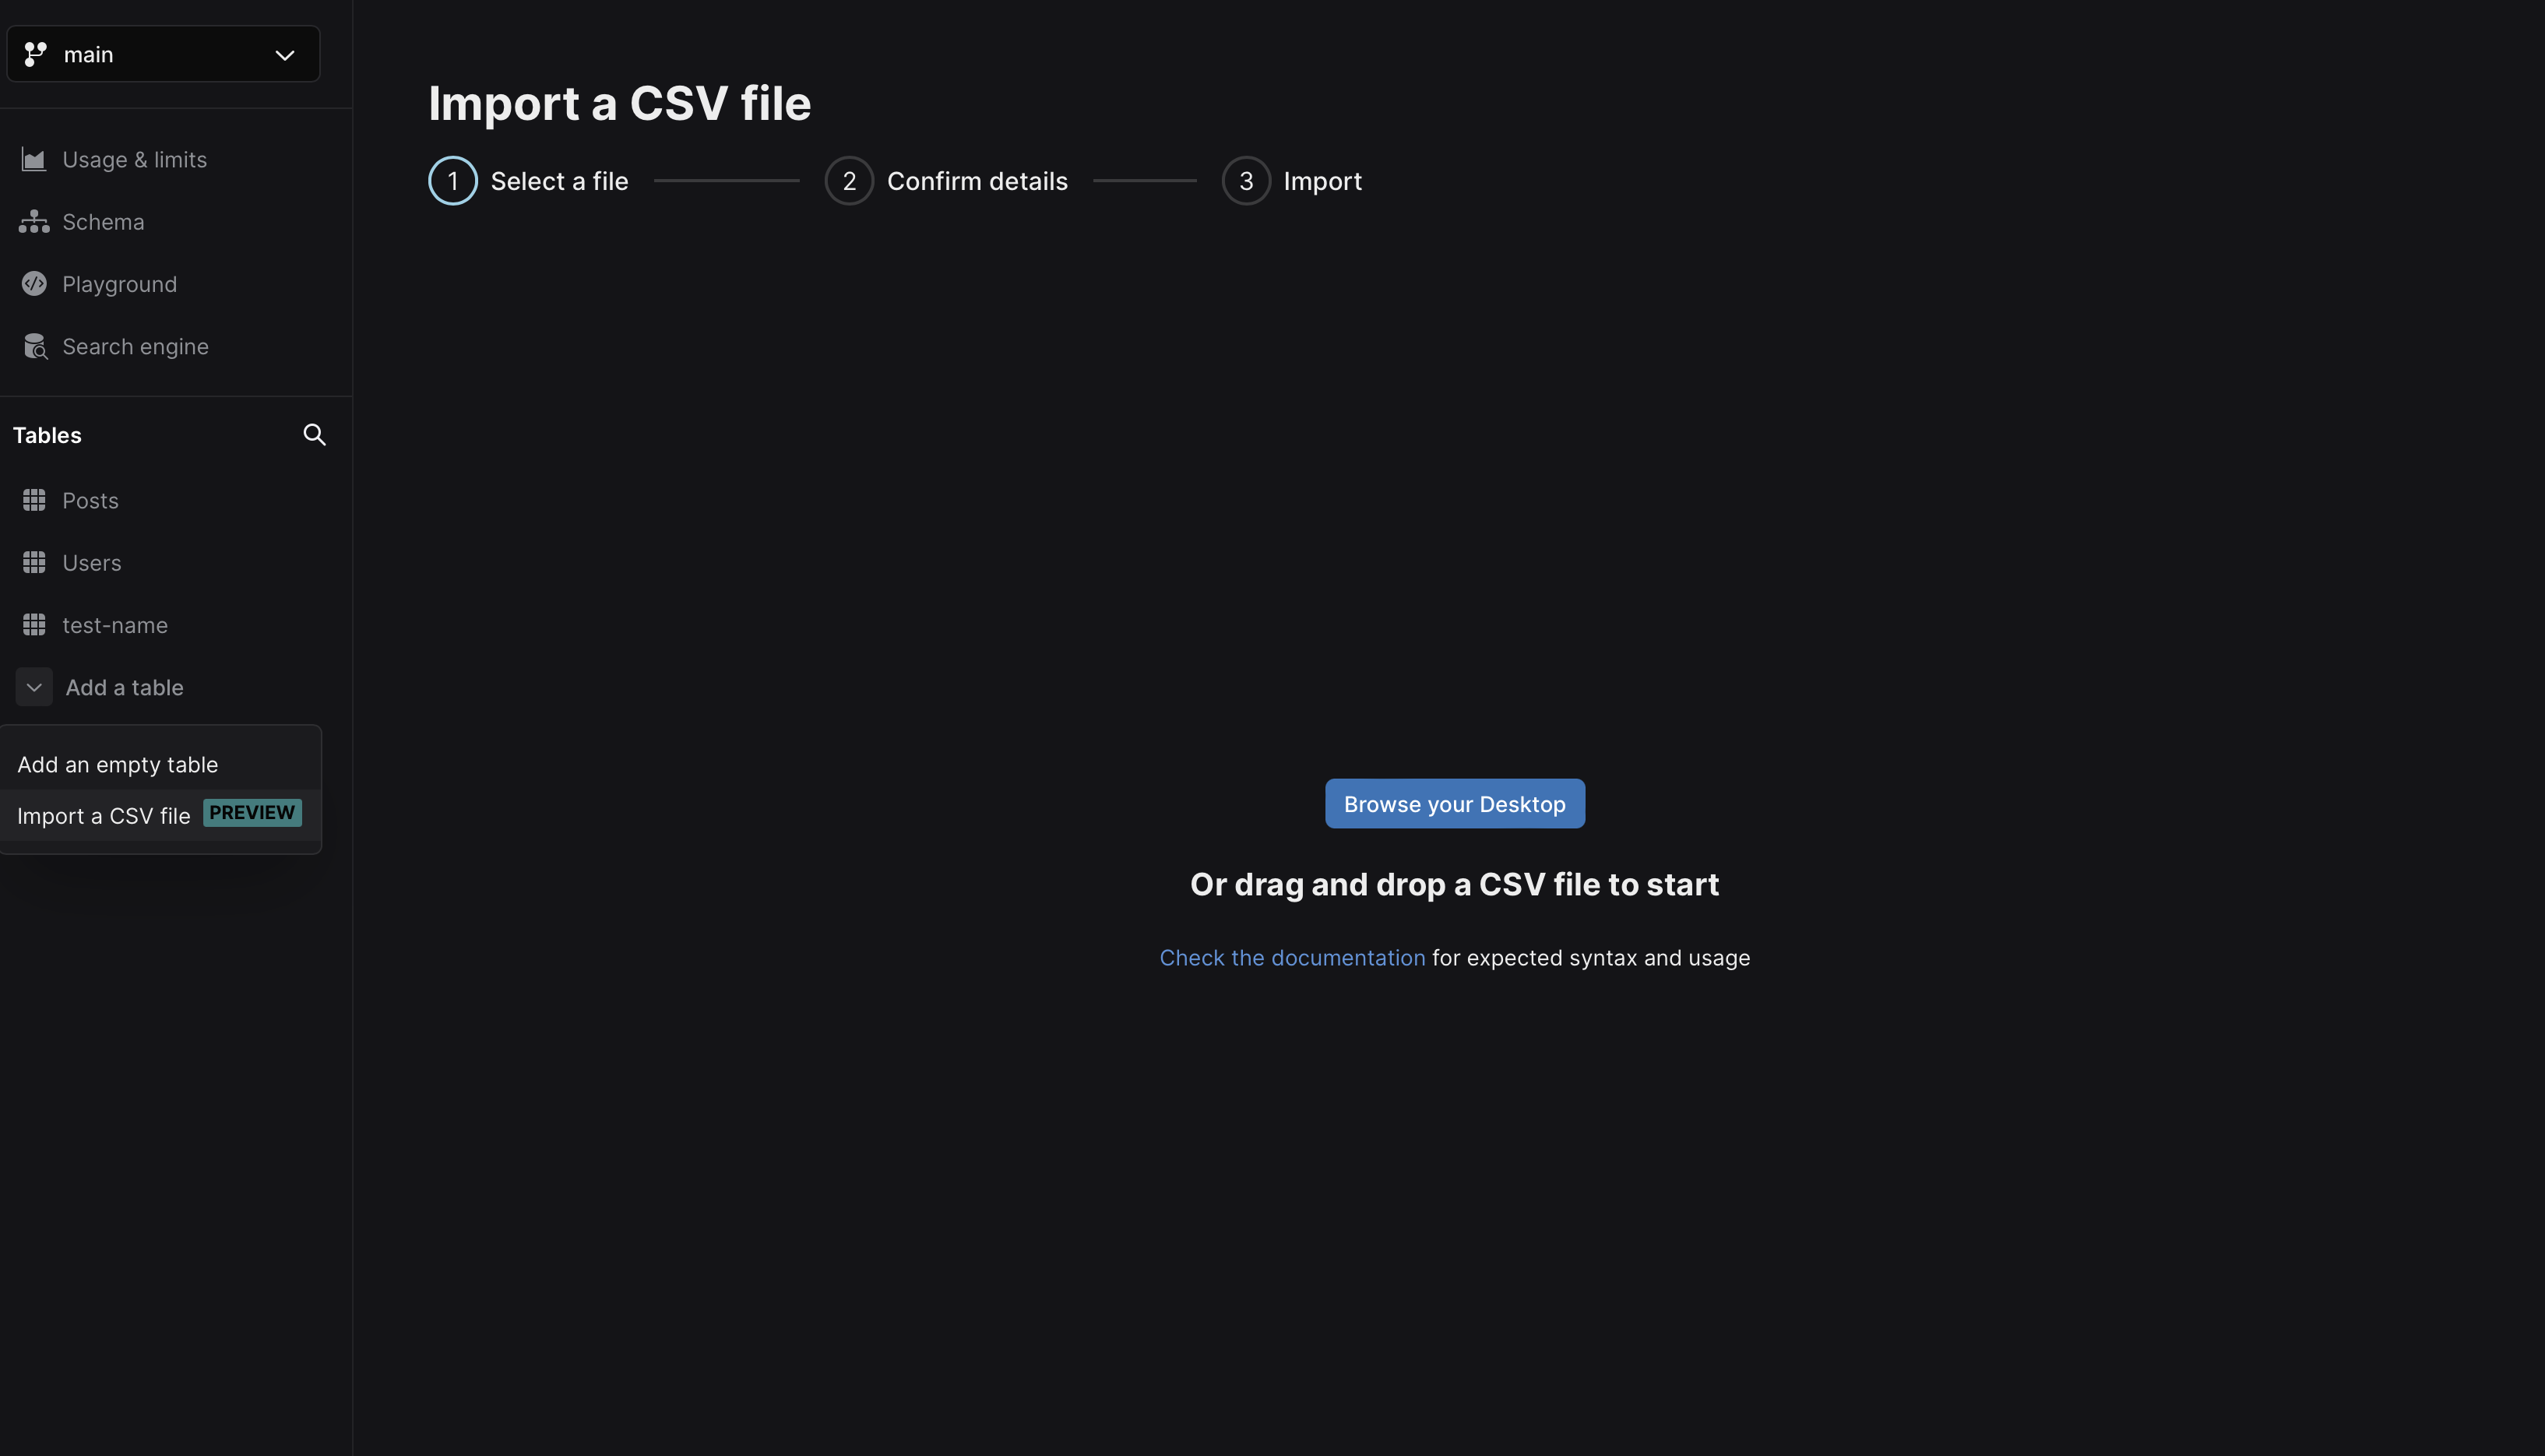 main
Usage & limits
Schema
Playground
Search engine
Tables
Posts
Users
test-name
Add a table
Add an empty table
Import a CSV file PREVIEW
Import a CSV file
1 Select a file 2 Confirm details 3 Import
Browse your Desktop
Or drag and drop a CSV file to start
Check the documentation for expected syntax and usage